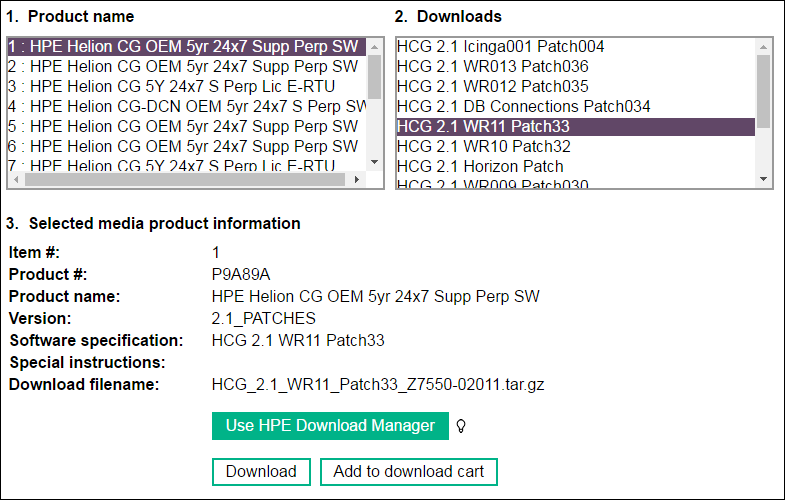 1. Product name
1 : HPE Helion CG OEM 5yr 24x7 Supp Perp SW
2 : HPE Helion CG OEM 5yr 24x7 Supp Perp SW
3 : HPE Helion CG 5Y 24x7 S Perp Lic E-RTU
4 : HPE Helion CG-DCN OEM 5yr 24x7 S Perp SW
5 : HPE Helion CG OEM 5yr 24x7 Supp Perp SW
6 : HPE Helion CG OEM 5yr 24x7 Supp Perp SW
7 : HPE Helion CG 5Y 24x7 S Perp Lic E-RTU
2. Downloads
HCG 2.1 Icinga001 Patch004
HCG 2.1 WR013 Patch036
HCG 2.1 WR012 Patch035
HCG 2.1 DB Connections Patch034
HCG 2.1 WR11 Patch33
HCG 2.1 WR10 Patch32
HCG 2.1 Horizon Patch
HCG 2.1 WR009 Patch030
3. Selected media product information
Item #: 1
Product #: P9A89A
Product name: HPE Helion CG OEM 5yr 24x7 Supp Perp SW
Version: 2.1_PATCHES
Software specification: HCG 2.1 WR11 Patch33
Special instructions:
Download filename: HCG_2.1_WR11_Patch33_Z7550-02011.tar.gz
Use HPE Download Manager
Download Add to download cart